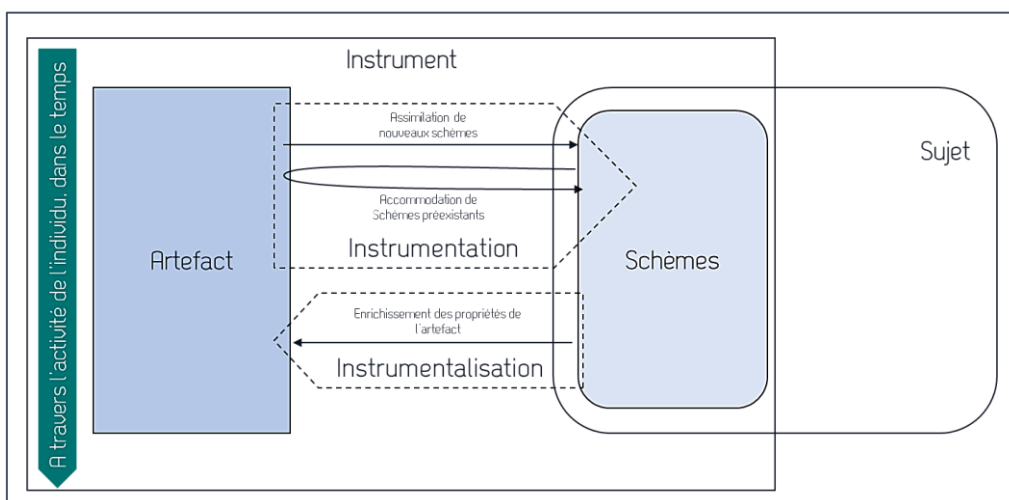 A travers l'activité de l'individu, dans le temps
Instrument
Assimilation de
nouveaux schèmes
Sujet
Accommodation de
Schèmes préexistants
Instrumentation
Artefact
Schèmes
Enrichissement des propriétés de
l'artefact
Instrumentalisation